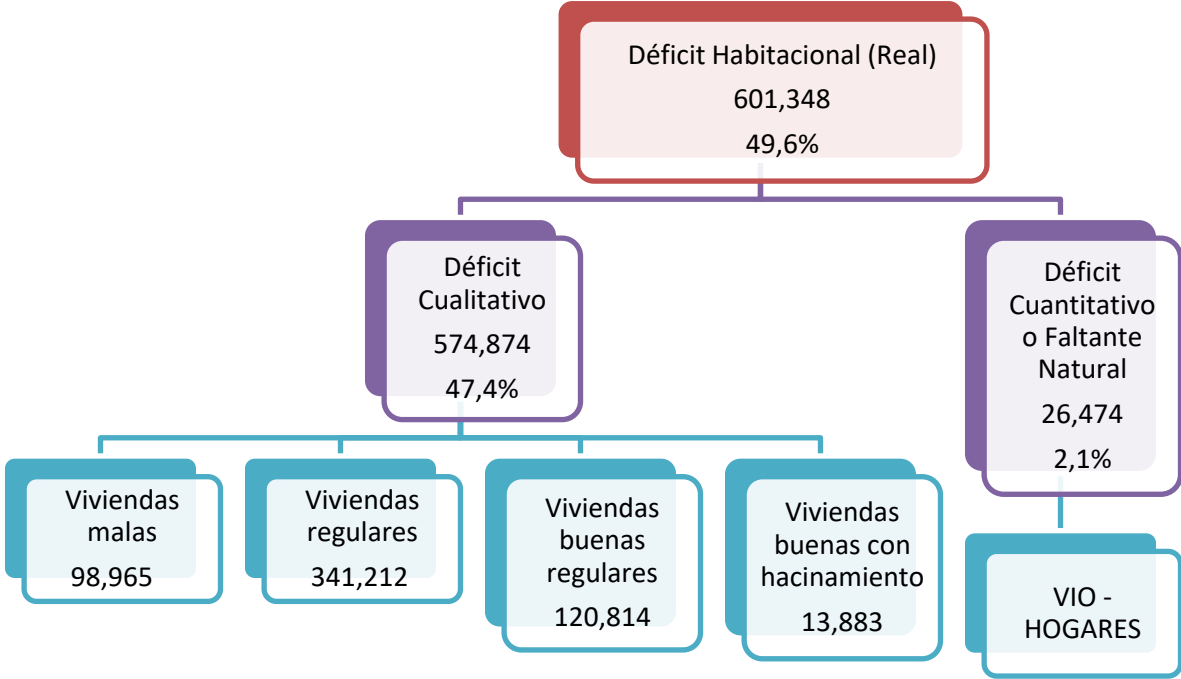 Déficit Habitacional (Real)
601,348
49,6%
Déficit
Cualitativo
574,874
47,4%
Déficit
Cuantitativo
o Faltante
Natural
26,474
2,1%
Viviendas
malas
98,965
Viviendas
regulares
341,212
Viviendas
buenas
regulares
120,814
Viviendas
buenas con
hacinamiento
13,883
VIO -
HOGARES